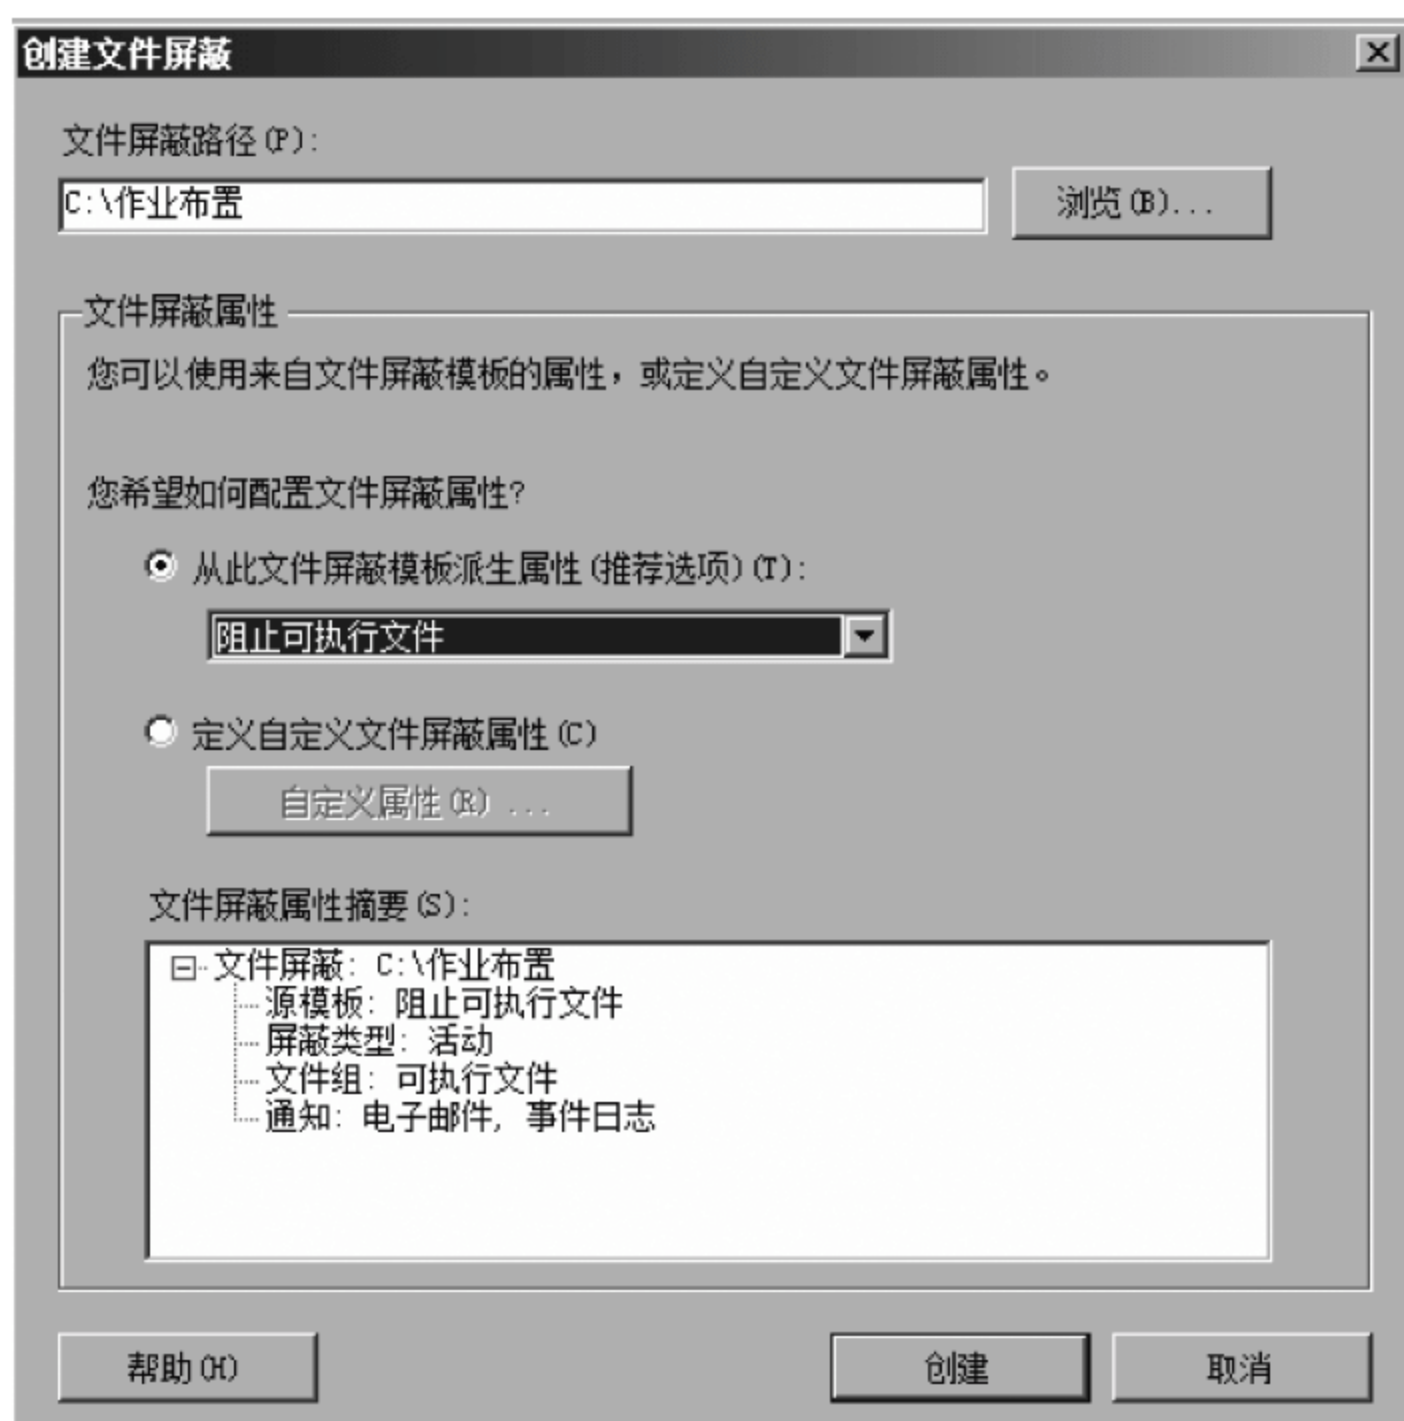 创建文件屏蔽
文件屏蔽路径(P):
C:\作业布置
浏览(B)...
文件屏蔽属性
您可以使用来自文件屏蔽模板的属性，或定义自定义文件屏蔽属性。
您希望如何配置文件屏蔽属性?
从此文件屏蔽模板派生属性(推荐选项)(T):
阻止可执行文件
定义自定义文件屏蔽属性(C)
自定义属性(R) ...
文件屏蔽属性摘要(S):
文件屏蔽: C:\作业布置
源模板: 阻止可执行文件
屏蔽类型: 活动
文件组: 可执行文件
通知: 电子邮件, 事件日志
帮助(H)
创建
取消